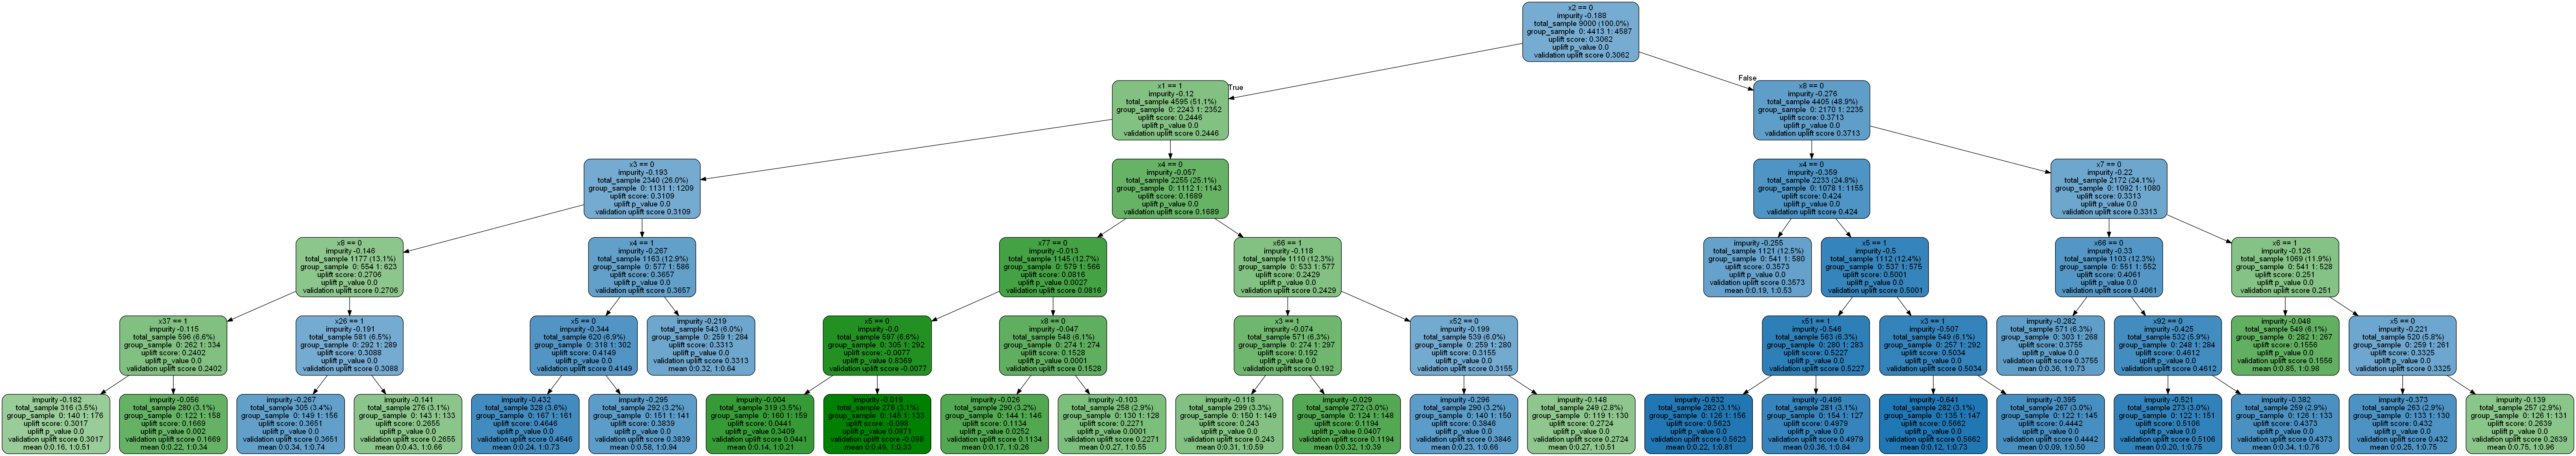 x2 == 0
impurity -0.188
total_sample 9000 (100.0%)
group_sample 0: 4413 1: 4587
uplift score: 0.3062
uplift p_value 0.0
validation uplift score 0.3062
True
False
x1 == 1
impurity -0.12
total_sample 4595 (51.1%)
group_sample 0: 2243 1: 2352
uplift score: 0.2446
uplift p_value 0.0
validation uplift score 0.2446
x8 == 0
impurity -0.276
total_sample 4405 (48.9%)
group_sample 0: 2170 1: 2235
uplift score: 0.3713
uplift p_value 0.0
validation uplift score 0.3713
x3 == 0
impurity -0.193
total_sample 2340 (26.0%)
group_sample 0: 1131 1: 1209
uplift score: 0.3109
uplift p_value 0.0
validation uplift score 0.3109
x4 == 0
impurity -0.057
total_sample 2255 (25.1%)
group_sample 0: 1112 1: 1143
uplift score: 0.1689
uplift p_value 0.0
validation uplift score 0.1689
x4 == 0
impurity -0.359
total_sample 2233 (24.8%)
group_sample 0: 1078 1: 1155
uplift score: 0.424
uplift p_value 0.0
validation uplift score 0.424
x7 == 0
impurity -0.22
total_sample 2172 (24.1%)
group_sample 0: 1092 1: 1080
uplift score: 0.3313
uplift p_value 0.0
validation uplift score 0.3313
x8 == 0
impurity -0.146
total_sample 1177 (13.1%)
group_sample 0: 554 1: 623
uplift score: 0.2706
uplift p_value 0.0
validation uplift score 0.2706
x4 == 1
impurity -0.267
total_sample 1163 (12.9%)
group_sample 0: 577 1: 586
uplift score: 0.3657
uplift p_value 0.0
validation uplift score 0.3657
x77 == 0
impurity -0.013
total_sample 1145 (12.7%)
group_sample 0: 579 1: 566
uplift score: 0.0816
uplift p_value 0.0027
validation uplift score 0.0816
x66 == 1
impurity -0.118
total_sample 1110 (12.3%)
group_sample 0: 533 1: 577
uplift score: 0.2429
uplift p_value 0.0
validation uplift score 0.2429
impurity -0.255
total_sample 1121 (12.5%)
group_sample 0: 541 1: 580
uplift score: 0.3573
uplift p_value 0.0
validation uplift score 0.3573
mean 0:0.19, 1:0.53
x5 == 1
impurity -0.5
total_sample 1112 (12.4%)
group_sample 0: 537 1: 575
uplift score: 0.5001
uplift p_value 0.0
validation uplift score 0.5001
x66 == 0
impurity -0.33
total_sample 1103 (12.3%)
group_sample 0: 551 1: 552
uplift score: 0.4061
uplift p_value 0.0
validation uplift score 0.4061
x6 == 1
impurity -0.126
total_sample 1069 (11.9%)
group_sample 0: 541 1: 528
uplift score: 0.251
uplift p_value 0.0
validation uplift score 0.251
x37 == 1
impurity -0.115
total_sample 596 (6.6%)
group_sample 0: 262 1: 334
uplift score: 0.2402
uplift p_value 0.0
validation uplift score 0.2402
x26 == 1
impurity -0.191
total_sample 581 (6.5%)
group_sample 0: 292 1: 289
uplift score: 0.3088
uplift p_value 0.0
validation uplift score 0.3088
x5 == 0
impurity -0.344
total_sample 620 (6.9%)
group_sample 0: 318 1: 302
uplift score: 0.4149
uplift p_value 0.0
validation uplift score 0.4149
impurity -0.219
total_sample 543 (6.0%)
group_sample 0: 259 1: 284
uplift score: 0.3313
uplift p_value 0.0
validation uplift score 0.3313
mean 0:0.32, 1:0.64
x5 == 0
impurity -0.0
total_sample 597 (6.6%)
group_sample 0: 305 1: 292
uplift score: -0.0077
uplift p_value 0.8369
validation uplift score -0.0077
x8 == 0
impurity -0.047
total_sample 548 (6.1%)
group_sample 0: 274 1: 274
uplift score: 0.1528
uplift p_value 0.0001
validation uplift score 0.1528
x3 == 1
impurity -0.074
total_sample 571 (6.3%)
group_sample 0: 274 1: 297
uplift score: 0.192
uplift p_value 0.0
validation uplift score 0.192
x52 == 0
impurity -0.199
total_sample 539 (6.0%)
group_sample 0: 259 1: 280
uplift score: 0.3155
uplift p_value 0.0
validation uplift score 0.3155
x51 == 1
impurity -0.546
total_sample 563 (6.3%)
group_sample 0: 280 1: 283
uplift score: 0.5227
uplift p_value 0.0
validation uplift score 0.5227
x3 == 1
impurity -0.507
total_sample 549 (6.1%)
group_sample 0: 257 1: 292
uplift score: 0.5034
uplift p_value 0.0
validation uplift score 0.5034
impurity -0.282
total_sample 571 (6.3%)
group_sample 0: 303 1: 268
uplift score: 0.3755
uplift p_value 0.0
validation uplift score 0.3755
mean 0:0.36, 1:0.73
x92 == 0
impurity -0.425
total_sample 532 (5.9%)
group_sample 0: 248 1: 284
uplift score: 0.4612
uplift p_value 0.0
validation uplift score 0.4612
impurity -0.048
total_sample 549 (6.1%)
group_sample 0: 282 1: 267
uplift score: 0.1556
uplift p_value 0.0
validation uplift score 0.1556
mean 0:0.85, 1:0.98
x5 == 0
impurity -0.221
total_sample 520 (5.8%)
group_sample 0: 259 1: 261
uplift score: 0.3325
uplift p_value 0.0
validation uplift score 0.3325
impurity -0.182
total_sample 316 (3.5%)
group_sample 0: 140 1: 176
uplift score: 0.3017
uplift p_value 0.0
validation uplift score 0.3017
mean 0:0.16, 1:0.51
impurity -0.056
total_sample 280 (3.1%)
group_sample 0: 122 1: 158
uplift score: 0.1669
uplift p_value 0.002
validation uplift score 0.1669
mean 0:0.22, 1:0.34
impurity -0.267
total_sample 305 (3.4%)
group_sample 0: 149 1: 156
uplift score: 0.3651
uplift p_value 0.0
validation uplift score 0.3651
mean 0:0.34, 1:0.74
impurity -0.141
total_sample 276 (3.1%)
group_sample 0: 143 1: 133
uplift score: 0.2655
uplift p_value 0.0
validation uplift score 0.2655
mean 0:0.43, 1:0.66
impurity -0.432
total_sample 328 (3.6%)
group_sample 0: 167 1: 161
uplift score: 0.4646
uplift p_value 0.0
validation uplift score 0.4646
mean 0:0.24, 1:0.73
impurity -0.295
total_sample 292 (3.2%)
group_sample 0: 151 1: 141
uplift score: 0.3839
uplift p_value 0.0
validation uplift score 0.3839
mean 0:0.58, 1:0.94
impurity -0.004
total_sample 319 (3.5%)
group_sample 0: 160 1: 159
uplift score: 0.0441
uplift p_value 0.3409
validation uplift score 0.0441
mean 0:0.14, 1:0.21
impurity -0.019
total_sample 278 (3.1%)
group_sample 0: 145 1: 133
uplift score: -0.098
uplift p_value 0.0871
validation uplift score -0.098
mean 0:0.49, 1:0.33
impurity -0.026
total_sample 290 (3.2%)
group_sample 0: 144 1: 146
uplift score: 0.1134
uplift p_value 0.0252
validation uplift score 0.1134
mean 0:0.17, 1:0.26
impurity -0.103
total_sample 258 (2.9%)
group_sample 0: 130 1: 128
uplift score: 0.2271
uplift p_value 0.0001
validation uplift score 0.2271
mean 0:0.27, 1:0.55
impurity -0.118
total_sample 299 (3.3%)
group_sample 0: 150 1: 149
uplift score: 0.243
uplift p_value 0.0
validation uplift score 0.243
mean 0:0.31, 1:0.59
impurity -0.029
total_sample 272 (3.0%)
group_sample 0: 124 1: 148
uplift score: 0.1194
uplift p_value 0.0407
validation uplift score 0.1194
mean 0:0.32, 1:0.39
impurity -0.296
total_sample 290 (3.2%)
group_sample 0: 140 1: 150
uplift score: 0.3846
uplift p_value 0.0
validation uplift score 0.3846
mean 0:0.23, 1:0.66
impurity -0.148
total_sample 249 (2.8%)
group_sample 0: 119 1: 130
uplift score: 0.2724
uplift p_value 0.0
validation uplift score 0.2724
mean 0:0.27, 1:0.51
impurity -0.632
total_sample 282 (3.1%)
group_sample 0: 126 1: 156
uplift score: 0.5623
uplift p_value 0.0
validation uplift score 0.5623
mean 0:0.22, 1:0.81
impurity -0.496
total_sample 281 (3.1%)
group_sample 0: 154 1: 127
uplift score: 0.4979
uplift p_value 0.0
validation uplift score 0.4979
mean 0:0.36, 1:0.84
impurity -0.641
total_sample 282 (3.1%)
group_sample 0: 135 1: 147
uplift score: 0.5662
uplift p_value 0.0
validation uplift score 0.5662
mean 0:0.12, 1:0.73
impurity -0.395
total_sample 267 (3.0%)
group_sample 0: 122 1: 145
uplift score: 0.4442
uplift p_value 0.0
validation uplift score 0.4442
mean 0:0.09, 1:0.50
impurity -0.521
total_sample 273 (3.0%)
group_sample 0: 122 1: 151
uplift score: 0.5106
uplift p_value 0.0
validation uplift score 0.5106
mean 0:0.20, 1:0.75
impurity -0.382
total_sample 259 (2.9%)
group_sample 0: 126 1: 133
uplift score: 0.4373
uplift p_value 0.0
validation uplift score 0.4373
mean 0:0.34, 1:0.76
impurity -0.373
total_sample 263 (2.9%)
group_sample 0: 133 1: 130
uplift score: 0.432
uplift p_value 0.0
validation uplift score 0.432
mean 0:0.25, 1:0.75
impurity -0.139
total_sample 257 (2.9%)
group_sample 0: 126 1: 131
uplift score: 0.2639
uplift p_value 0.0
validation uplift score 0.2639
mean 0:0.75, 1:0.96